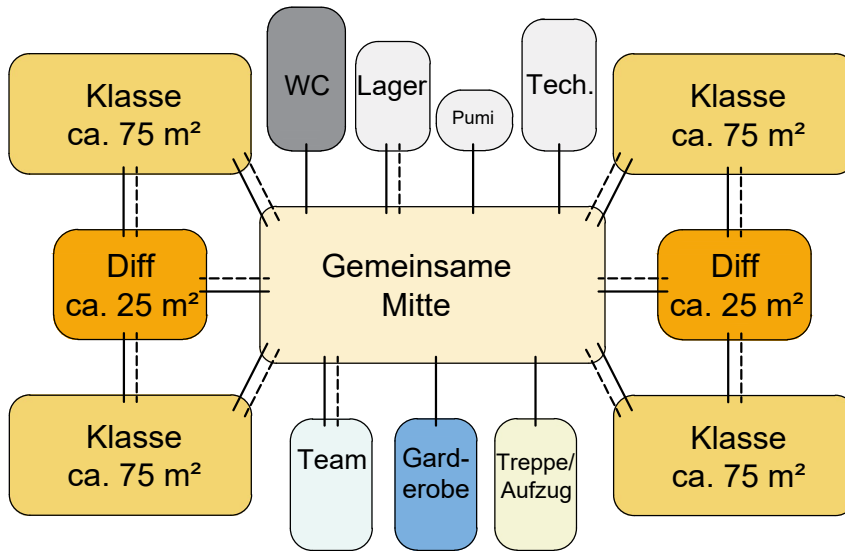 Klasse
ca. 75 m²
WC
Lager
Pumi
Tech.
Klasse
ca. 75 m²
Diff
ca. 25 m²
Gemeinsame
Mitte
Diff
ca. 25 m²
Klasse
ca. 75 m²
Team
Gard-
erobe
Treppe/
Aufzug
Klasse
ca. 75 m²